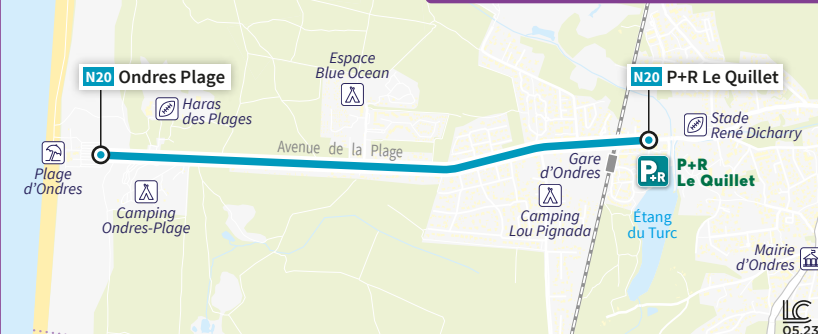 Espace
Blue Ocean
N20 Ondres Plage
N20 P+R Le Quillet
Haras
des Plages
Stade
René Dicharry
Avenue de la Plage
Plage
d'Ondres
Gare
d'Ondres
P+R
P+R
Le Quillet
Camping
Ondres-Plage
Camping
Lou Pignada
Étang
du Turc
Mairie
d'Ondres
LC
05.23